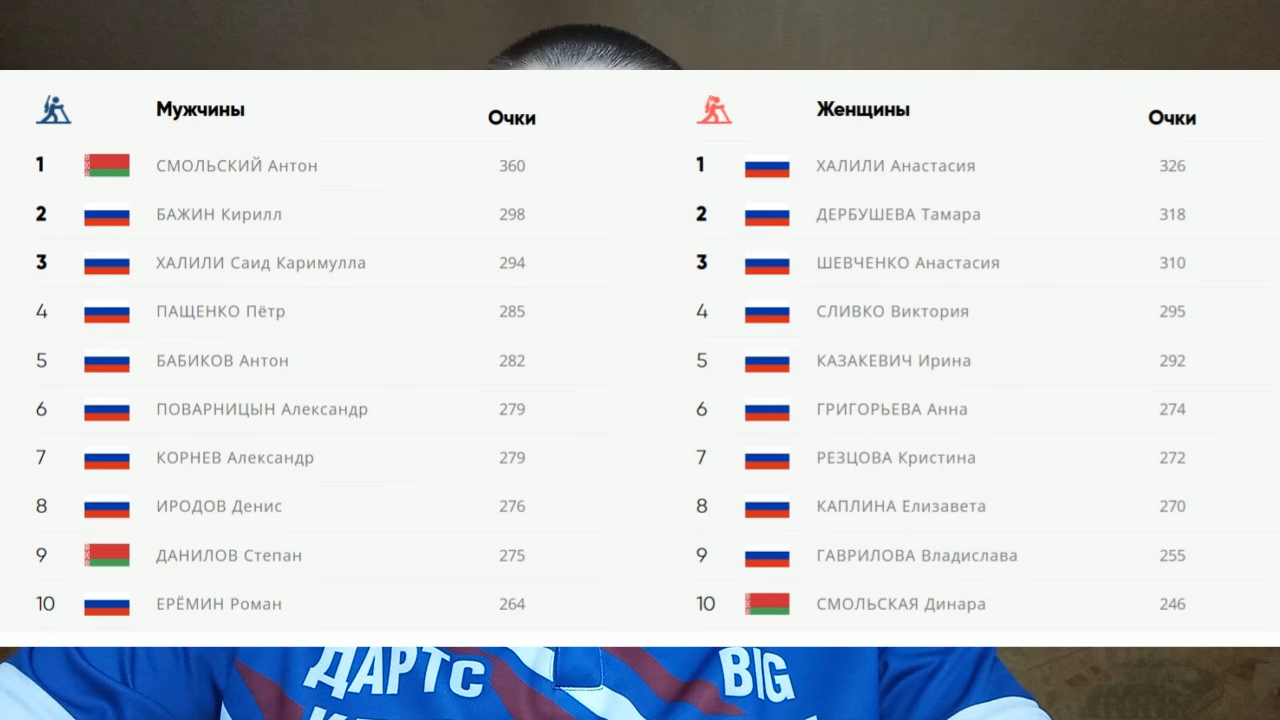 Мужчины Очки
1 СМОЛЬСКИЙ Антон 360
2 БАЖИН Кирилл 298
3 ХАЛИЛИ Саид Каримулла 294
4 ПАЩЕНКО Пётр 285
5 БАБИКОВ Антон 282
6 ПОВАРНИЦЫН Александр 279
7 КОРНЕВ Александр 279
8 ИРОДОВ Денис 276
9 ДАНИЛОВ Степан 275
10 ЕРЁМИН Роман 264
Женщины Очки
1 ХАЛИЛИ Анастасия 326
2 ДЕРБУШЕВА Тамара 318
3 ШЕВЧЕНКО Анастасия 310
4 СЛИВКО Виктория 295
5 КАЗАКЕВИЧ Ирина 292
6 ГРИГОРЬЕВА Анна 274
7 РЕЗЦОВА Кристина 272
8 КАПЛИНА Елизавета 270
9 ГАВРИЛОВА Владислава 255
10 СМОЛЬСКАЯ Динара 246
ДАРТС
BIG